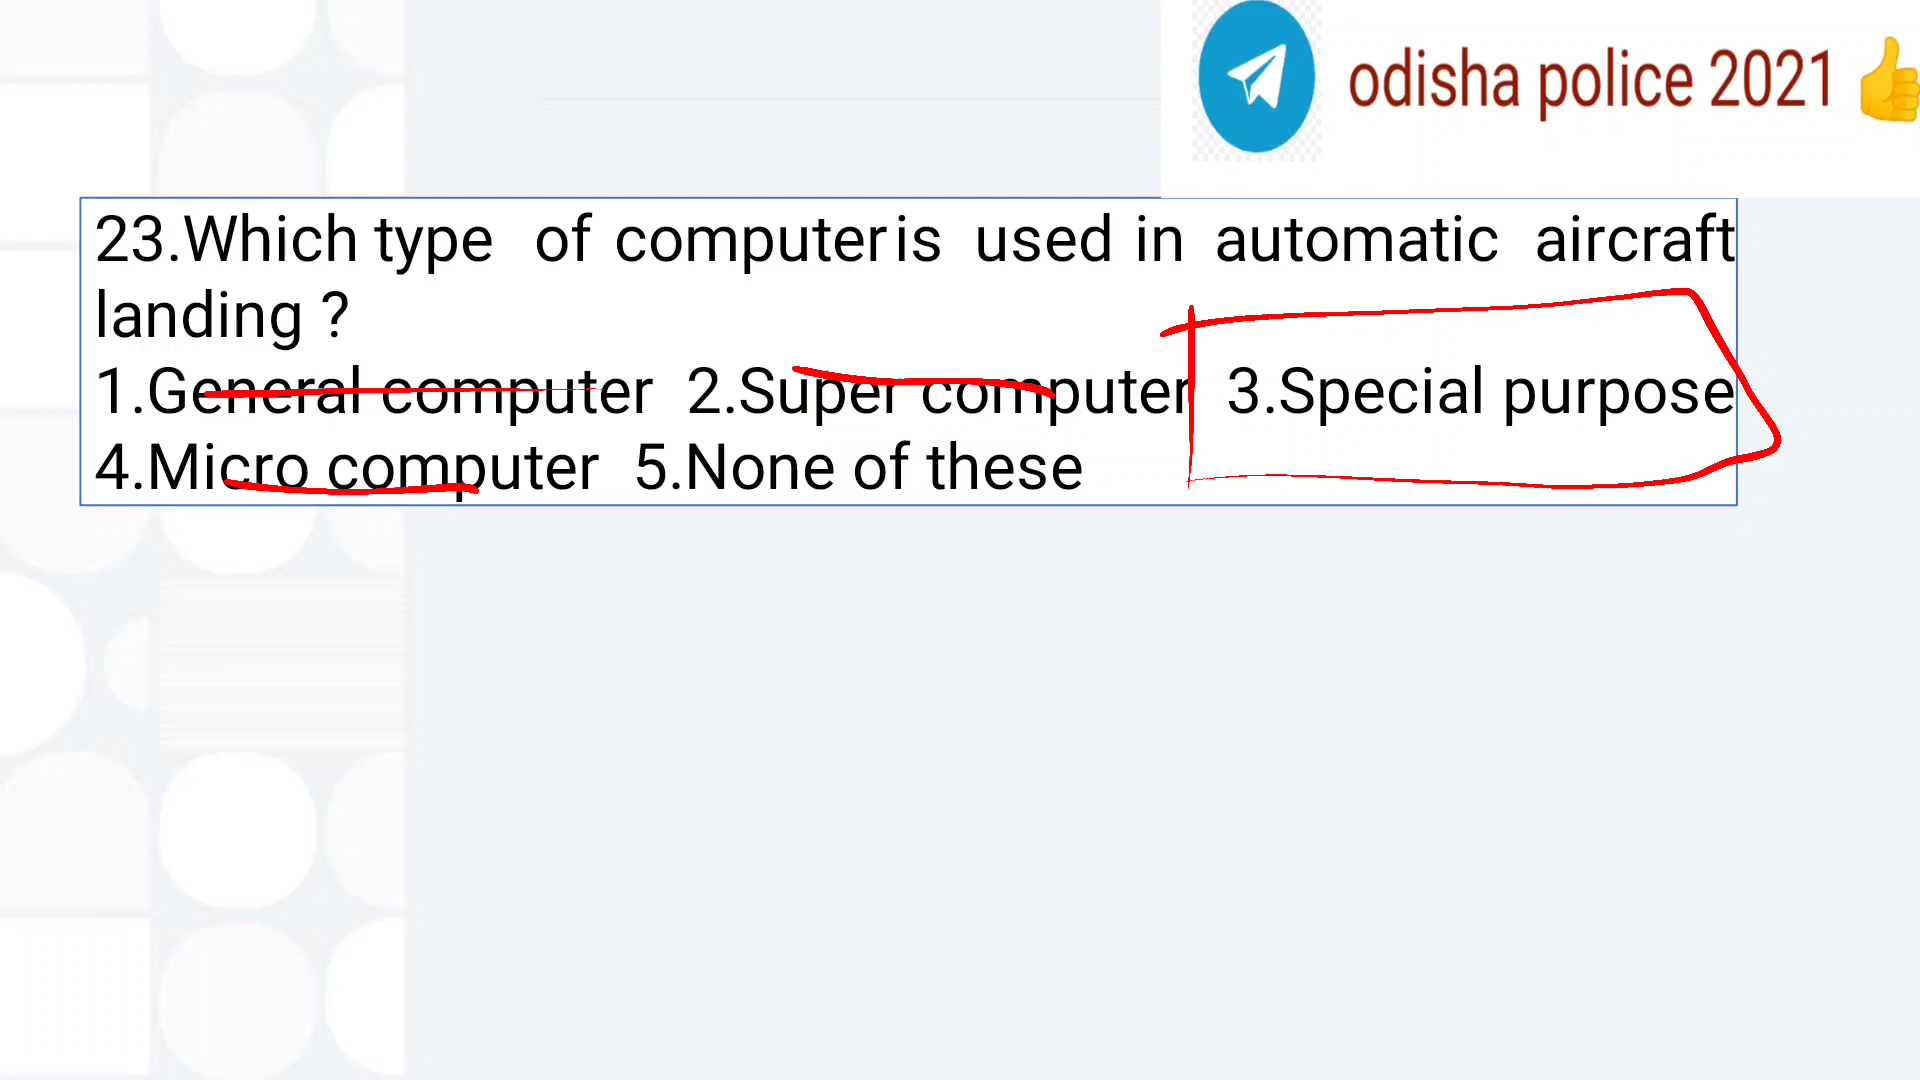 odisha police 2021 👍
23.Which type of computer is used in automatic aircraft
landing ?
1.General computer 2.Super computer 3.Special purpose
4.Micro computer 5.None of these